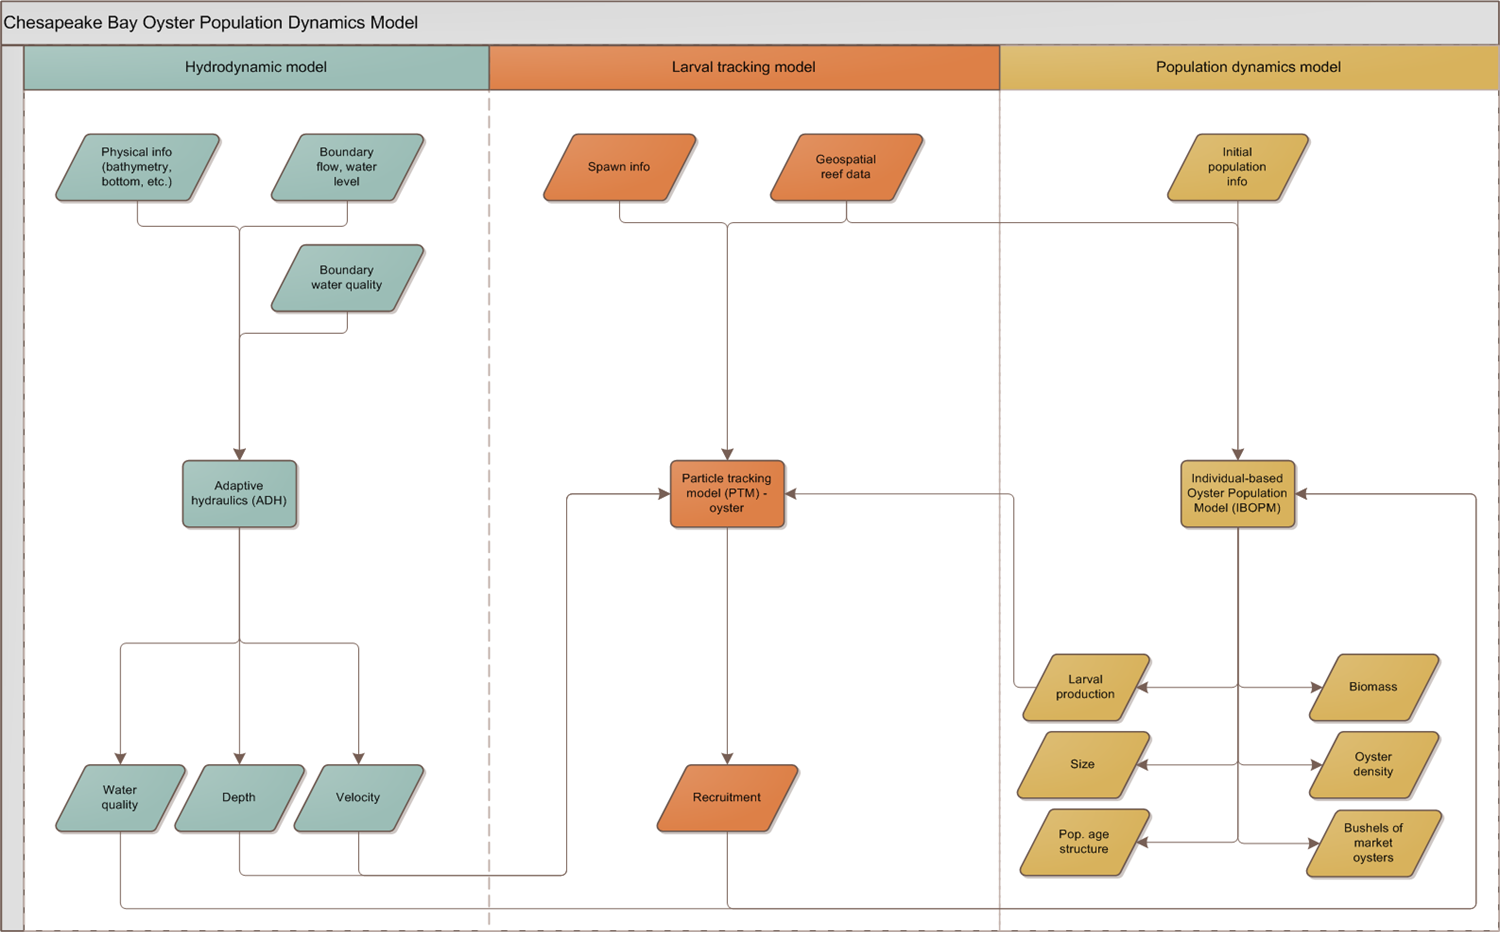 Chesapeake Bay Oyster Population Dynamics Model
Hydrodynamic model
Larval tracking model
Population dynamics model
Physical info
(bathymetry,
bottom, etc.)
Boundary
flow, water
level
Spawn info
Geospatial
reef data
Initial
population
info
Boundary
water quality
Adaptive
hydraulics (ADH)
Particle tracking
model (PTM) -
oyster
Individual-based
Oyster Population
Model (IBOPM)
Larval
production
Biomass
Size
Oyster
density
Water
quality
Depth
Velocity
Recruitment
Pop. age
structure
Bushels of
market
oysters